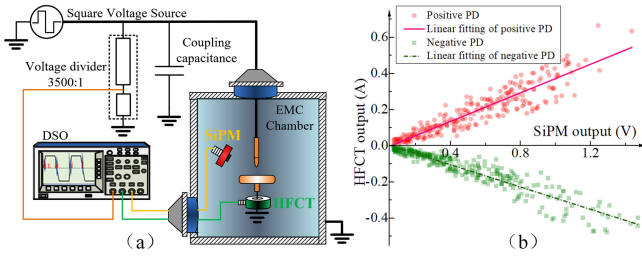 Square Voltage Source
Coupling
capacitance
Voltage divider
3500:1
DSO
EMC
Chamber
SiPM
HFCT
(a)
Positive PD
Linear fitting of positive PD
Negative PD
Linear fitting of negative PD
HFCT output (A)
0.6
0.4
0.2
0.0
-0.2
-0.4
SiPM output (V)
0
0.4
0.8
1.2
(b)